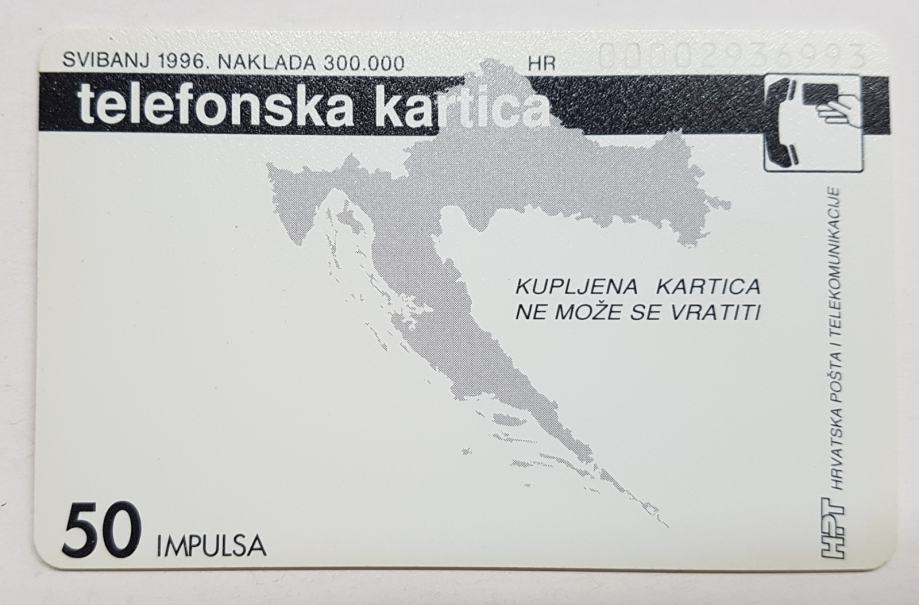 SVIBANJ 1996. NAKLADA 300.000 HR 00002936993
telefonska kartica
KUPLJENA KARTICA
NE MOŽE SE VRATITI
50 IMPULSA
HPT HRVATSKA POŠTA I TELEKOMUNIKACIJE